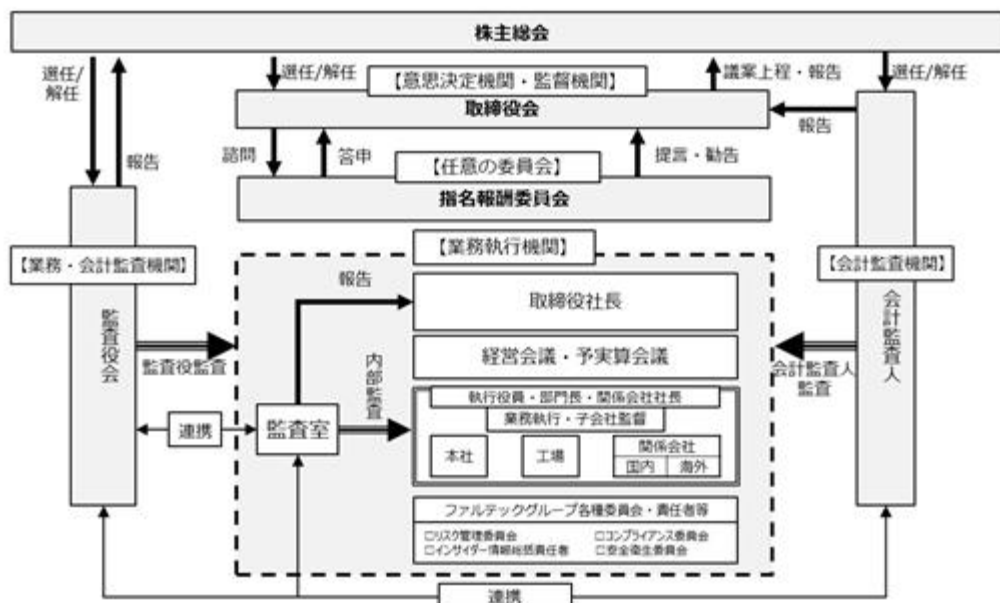 株主総会
選任/
解任
報告
選任/解任
【意思決定機関・監督機関】
議案上程・報告
選任/解任
取締役会
報告
諮問
答申
【任意の委員会】
提言・勧告
指名報酬委員会
【業務執行機関】
【業務・会計監査機関】
【会計監査機関】
報告
取締役社長
監査役会
会計監査人
監査役監査
経営会議・予実算会議
会計監査人
監査
内部監査
執行役員・部門長・関係会社社長
業務執行・子会社監督
連携
監査室
本社
工場
関係会社
国内
海外
ファルテックグループ各種委員会・責任者等
□リスク管理委員会
□コンプライアンス委員会
□インサイダー情報総括責任者
□安全衛生委員会
連携